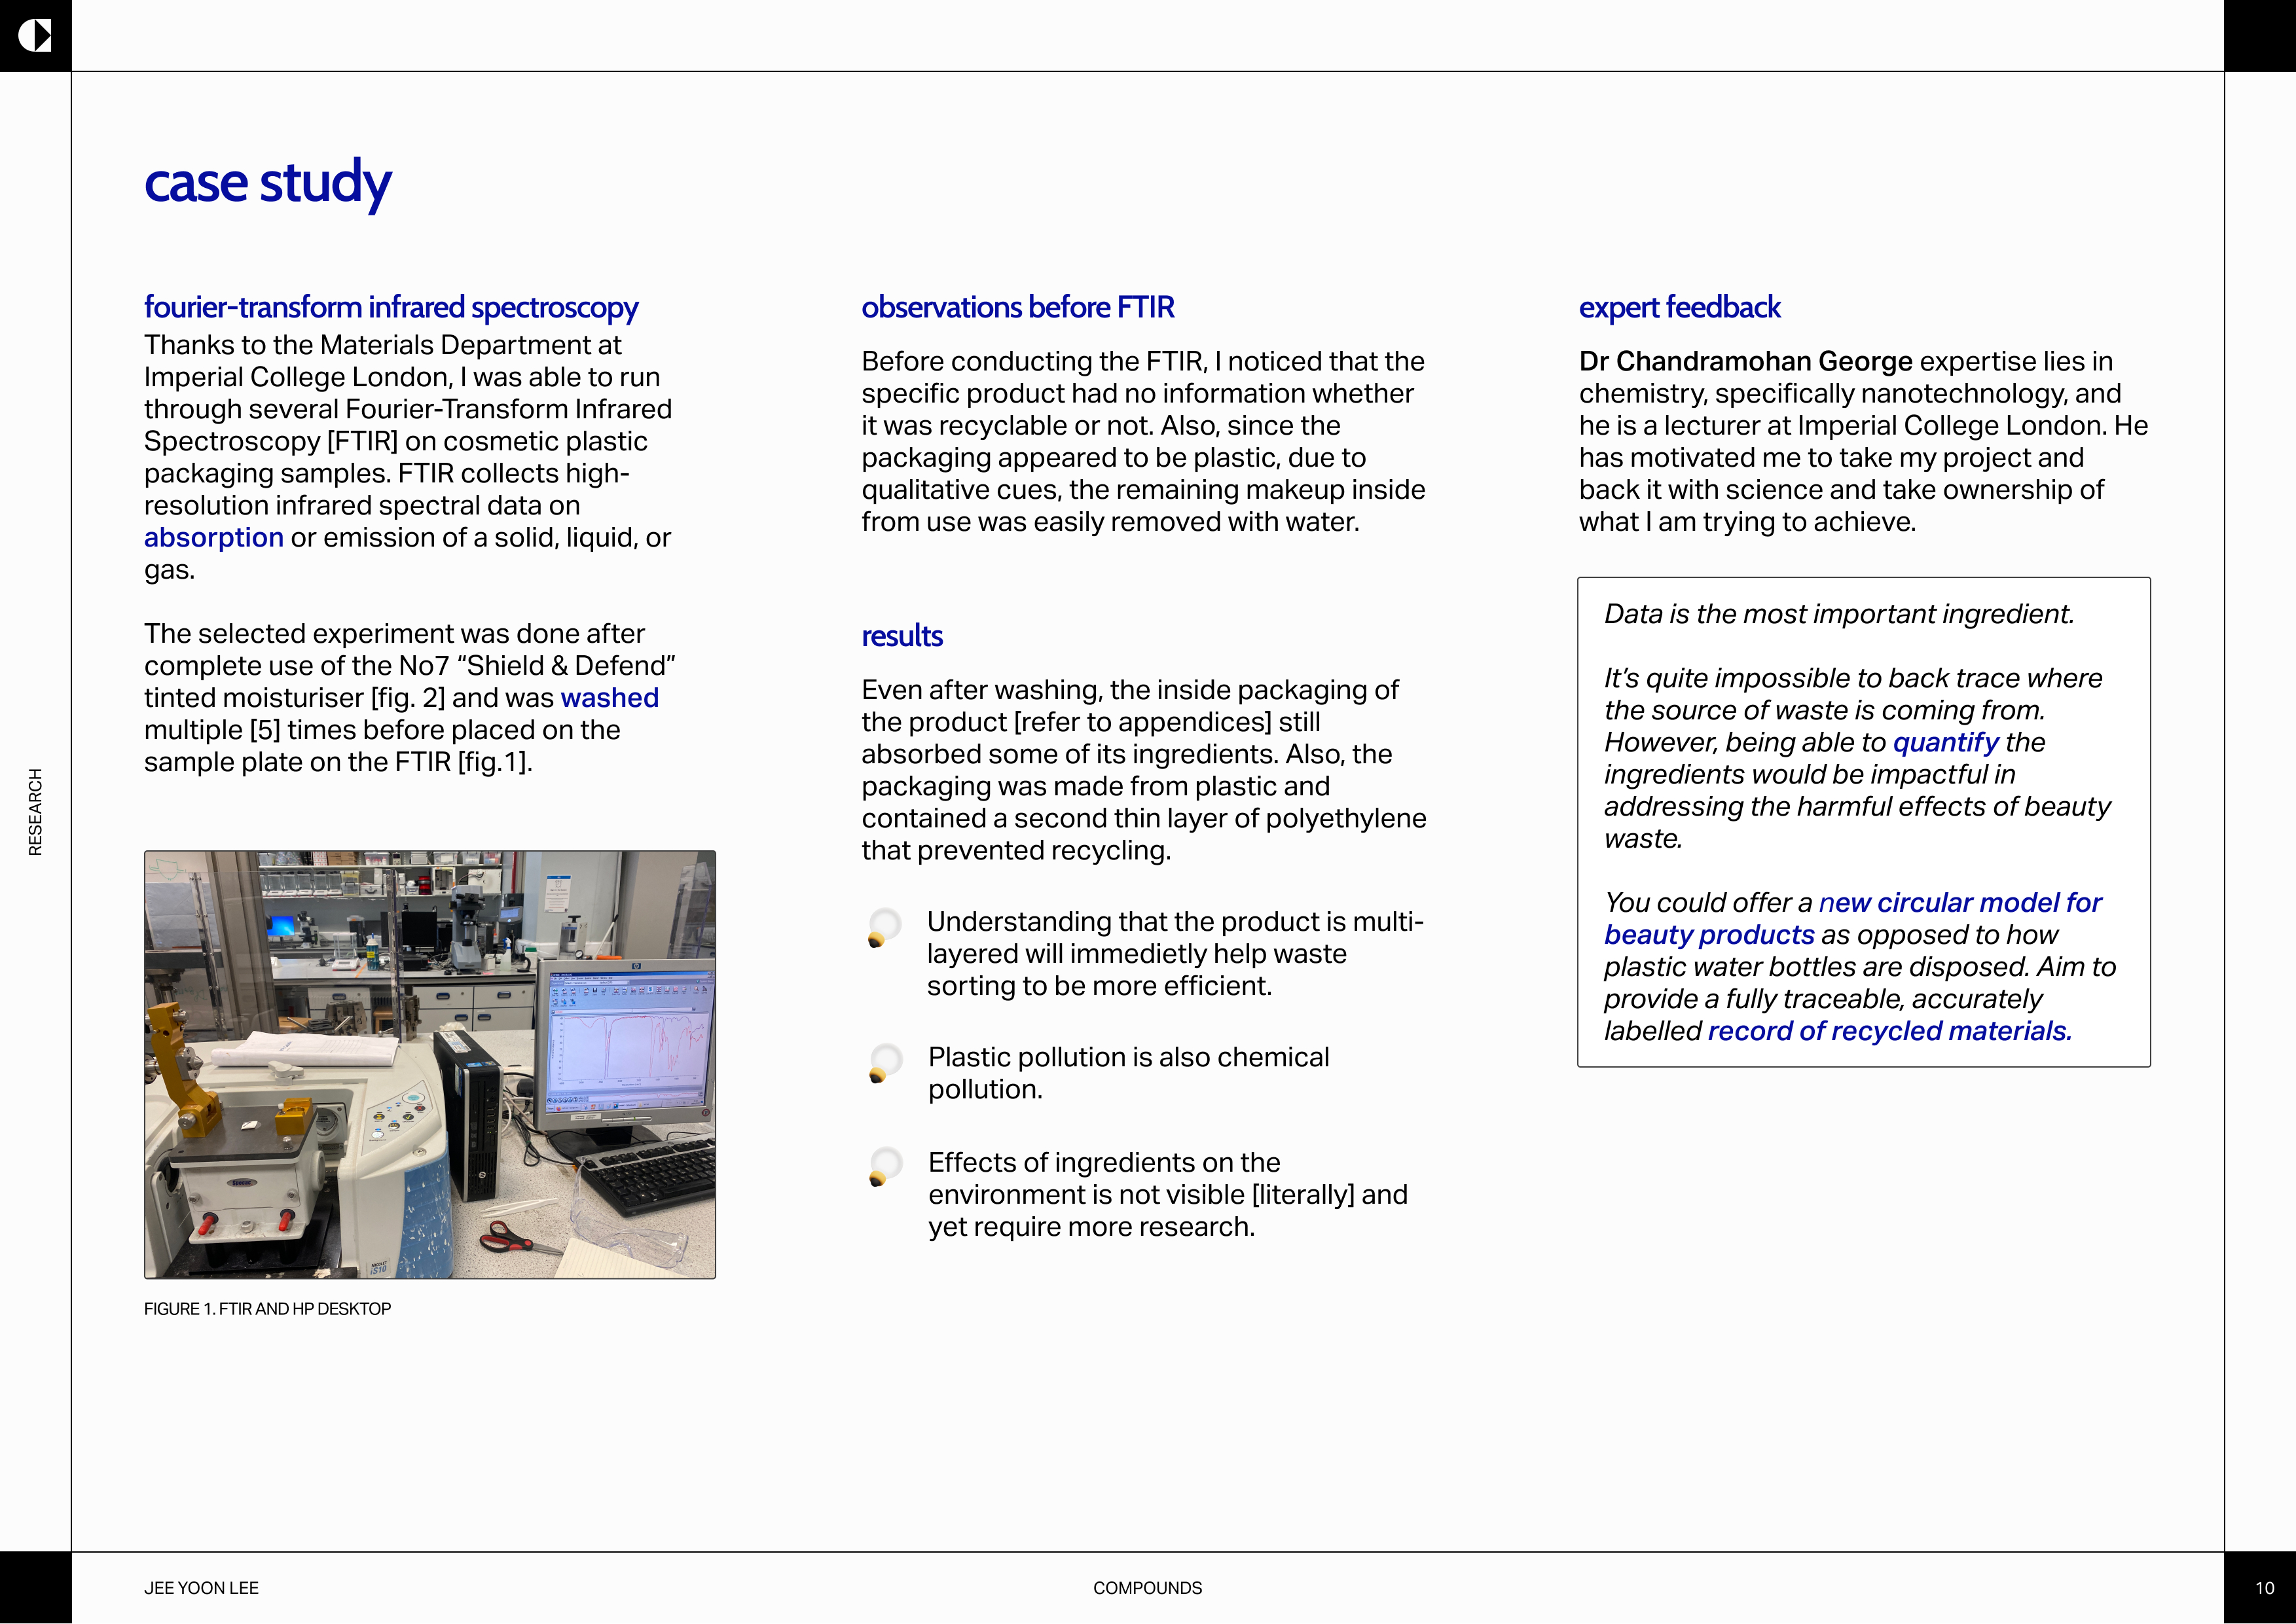 case study
fourier-transform infrared spectroscopy
Thanks to the Materials Department at
Imperial College London, I was able to run
through several Fourier-Transform Infrared
Spectroscopy [FTIR] on cosmetic plastic
packaging samples. FTIR collects high-
resolution infrared spectral data on
absorption or emission of a solid, liquid, or
gas.
The selected experiment was done after
complete use of the No7 “Shield & Defend”
tinted moisturiser [fig. 2] and was washed
multiple [5] times before placed on the
sample plate on the FTIR [fig.1].
FIGURE 1. FTIR AND HP DESKTOP
observations before FTIR
Before conducting the FTIR, I noticed that the
specific product had no information whether
it was recyclable or not. Also, since the
packaging appeared to be plastic, due to
qualitative cues, the remaining makeup inside
from use was easily removed with water.
results
Even after washing, the inside packaging of
the product [refer to appendices] still
absorbed some of its ingredients. Also, the
packaging was made from plastic and
contained a second thin layer of polyethylene
that prevented recycling.
Understanding that the product is multi-
layered will immedietly help waste
sorting to be more efficient.
Plastic pollution is also chemical
pollution.
Effects of ingredients on the
environment is not visible [literally] and
yet require more research.
expert feedback
Dr Chandramohan George expertise lies in
chemistry, specifically nanotechnology, and
he is a lecturer at Imperial College London. He
has motivated me to take my project and
back it with science and take ownership of
what I am trying to achieve.
Data is the most important ingredient.
It’s quite impossible to back trace where
the source of waste is coming from.
However, being able to quantify the
ingredients would be impactful in
addressing the harmful effects of beauty
waste.
You could offer a new circular model for
beauty products as opposed to how
plastic water bottles are disposed. Aim to
provide a fully traceable, accurately
labelled record of recycled materials.
RESEARCH
JEE YOON LEE
COMPOUNDS
10
hp
Specac
NICOLET
iS10